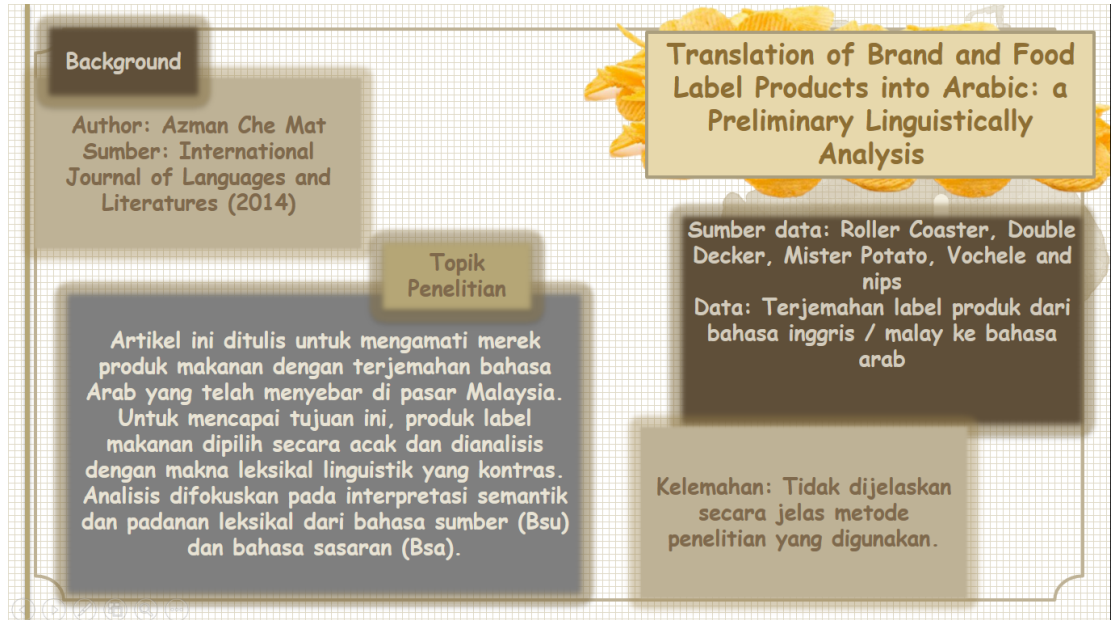 Background
Author: Azman Che Mat
Sumber: International
Journal of Languages and
Literatures (2014)
Translation of Brand and Food
Label Products into Arabic: a
Preliminary Linguistically
Analysis
Topik
Penelitian
Artikel ini ditulis untuk mengamati merek
produk makanan dengan terjemahan bahasa
Arab yang telah menyebar di pasar Malaysia.
Untuk mencapai tujuan ini, produk label
makanan dipilih secara acak dan dianalisis
dengan makna leksikal linguistik yang kontras.
Analisis difokuskan pada interpretasi semantik
dan padanan leksikal dari bahasa sumber (Bsu)
dan bahasa sasaran (Bsa).
Sumber data: Roller Coaster, Double
Decker, Mister Potato, Vochele and
nips
Data: Terjemahan label produk dari
bahasa inggris / malay ke bahasa
arab
Kelemahan: Tidak dijelaskan
secara jelas metode
penelitian yang digunakan.